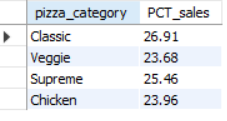 pizza_category PCT_sales
Classic 26.91
Veggie 23.68
Supreme 25.46
Chicken 23.96